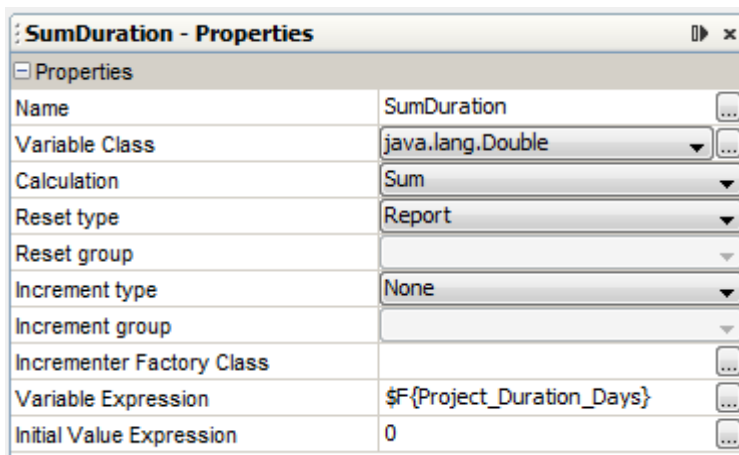 SumDuration - Properties
Properties
Name SumDuration ...
Variable Class java.lang.Double ...
Calculation Sum
Reset type Report
Reset group
Increment type None
Increment group
Incrementer Factory Class ...
Variable Expression $F{Project_Duration_Days} ...
Initial Value Expression 0 ...